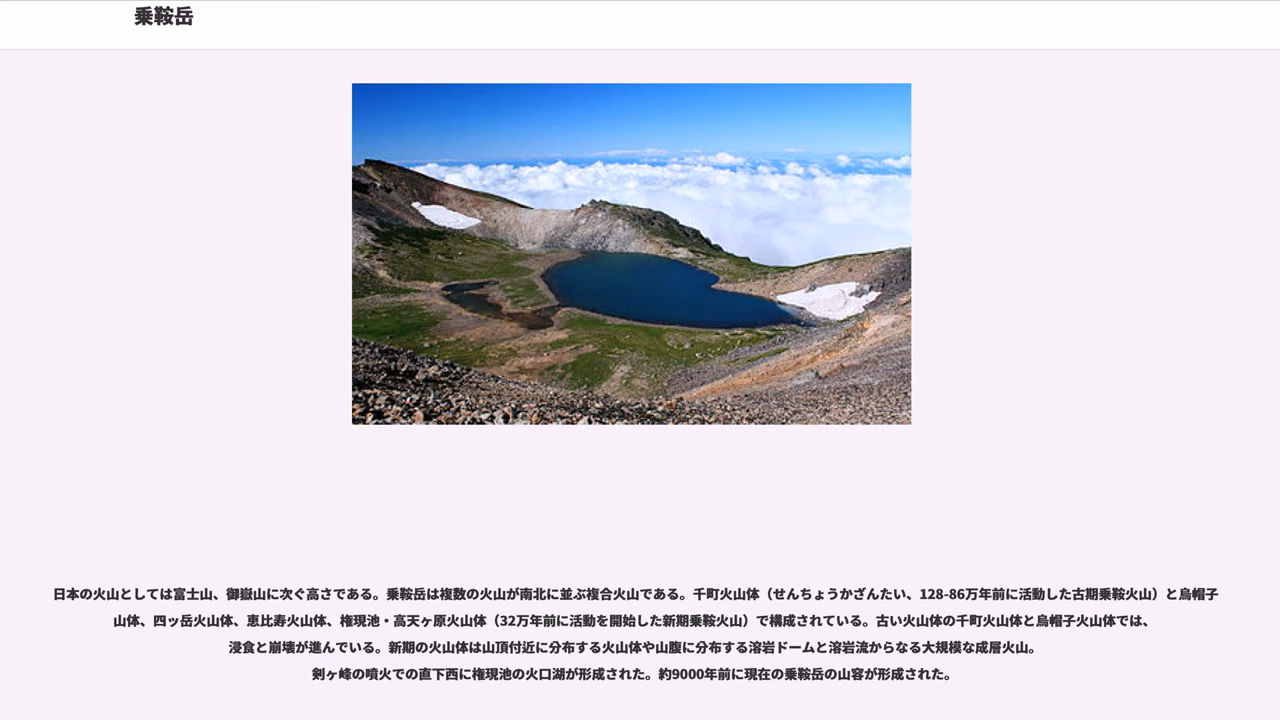 乗鞍岳
日本の火山としては富士山、御嶽山に次ぐ高さである。乗鞍岳は複数の火山が南北に並ぶ複合火山である。千町火山体（せんちょうかざんたい、128-86万年前に活動した古期乗鞍火山）と烏帽子
山体、四ッ岳火山体、恵比寿火山体、権現池・高天ヶ原火山体（32万年前に活動を開始した新期乗鞍火山）で構成されている。古い火山体の千町火山体と烏帽子火山体では、
浸食と崩壊が進んでいる。新期の火山体は山頂付近に分布する火山体や山腹に分布する溶岩ドームと溶岩流からなる大規模な成層火山。
剣ヶ峰の噴火での直下西に権現池の火口湖が形成された。約9000年前に現在の乗鞍岳の山容が形成された。